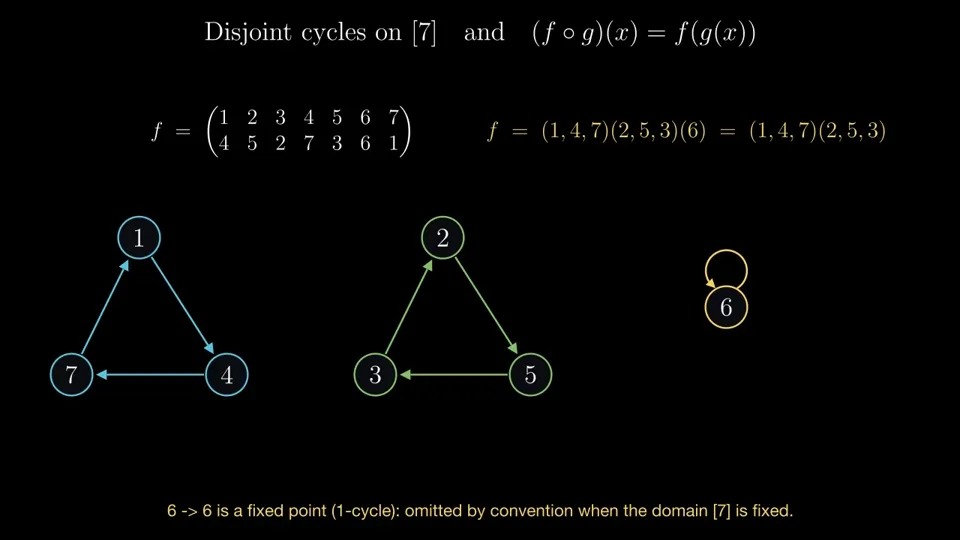 Disjoint cycles on [7] and (f ∘ g)(x) = f(g(x))
f = (1 2 3 4 5 6 7
4 5 2 7 3 6 1)
f = (1, 4, 7)(2, 5, 3)(6) = (1, 4, 7)(2, 5, 3)
1
2
6
7
4
3
5
6 -> 6 is a fixed point (1-cycle): omitted by convention when the domain [7] is fixed.